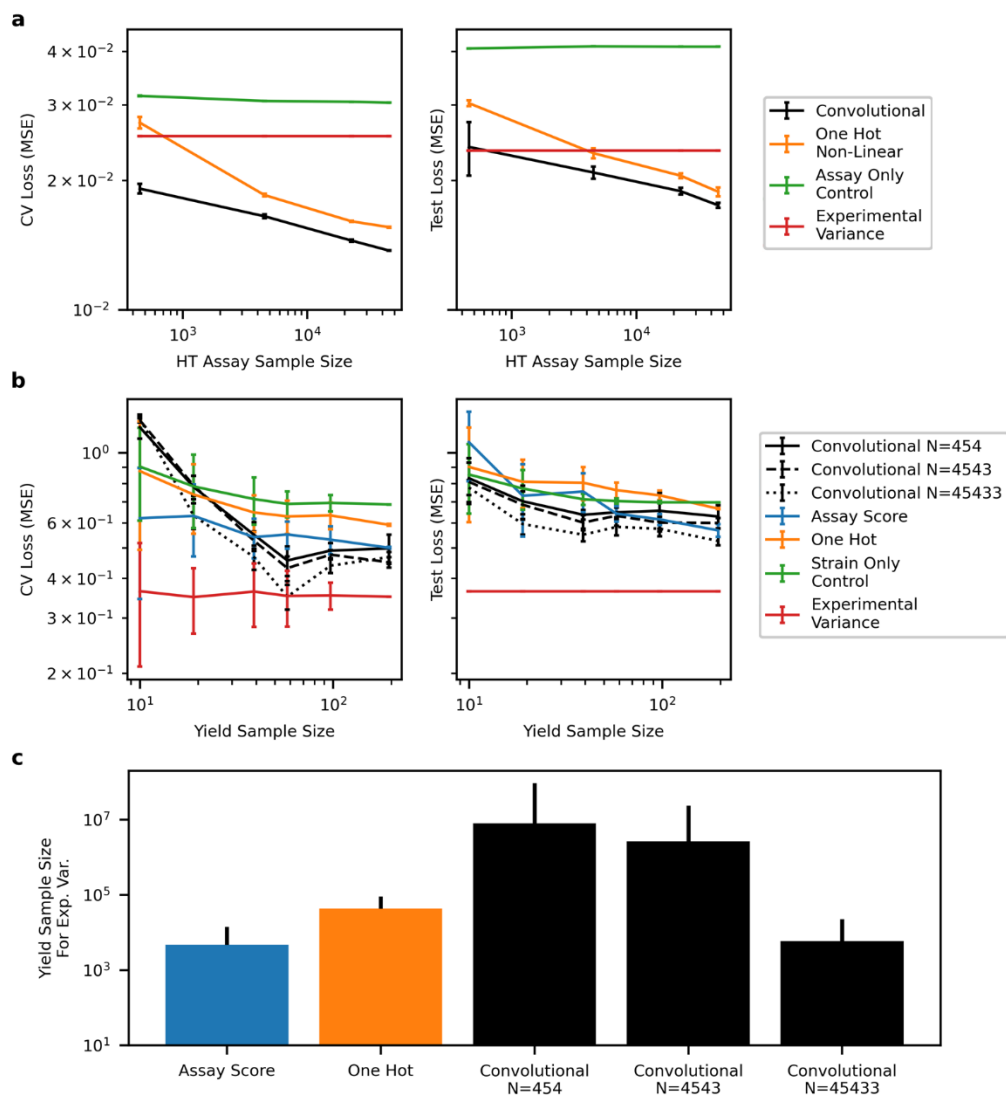 a
4 × 10⁻²
3 × 10⁻²
2 × 10⁻²
10⁻²
CV Loss (MSE)
10³
10⁴
HT Assay Sample Size
Test Loss (MSE)
10³
10⁴
HT Assay Sample Size
Convolutional
One Hot
Non-Linear
Assay Only
Control
Experimental
Variance
b
10⁰
6 × 10⁻¹
4 × 10⁻¹
3 × 10⁻¹
2 × 10⁻¹
CV Loss (MSE)
10¹
10²
Yield Sample Size
Test Loss (MSE)
10¹
10²
Yield Sample Size
Convolutional N=454
Convolutional N=4543
Convolutional N=45433
Assay Score
One Hot
Strain Only
Control
Experimental
Variance
c
10⁷
10⁵
10³
10¹
Yield Sample Size
For Exp. Var.
Assay Score
One Hot
Convolutional
N=454
Convolutional
N=4543
Convolutional
N=45433